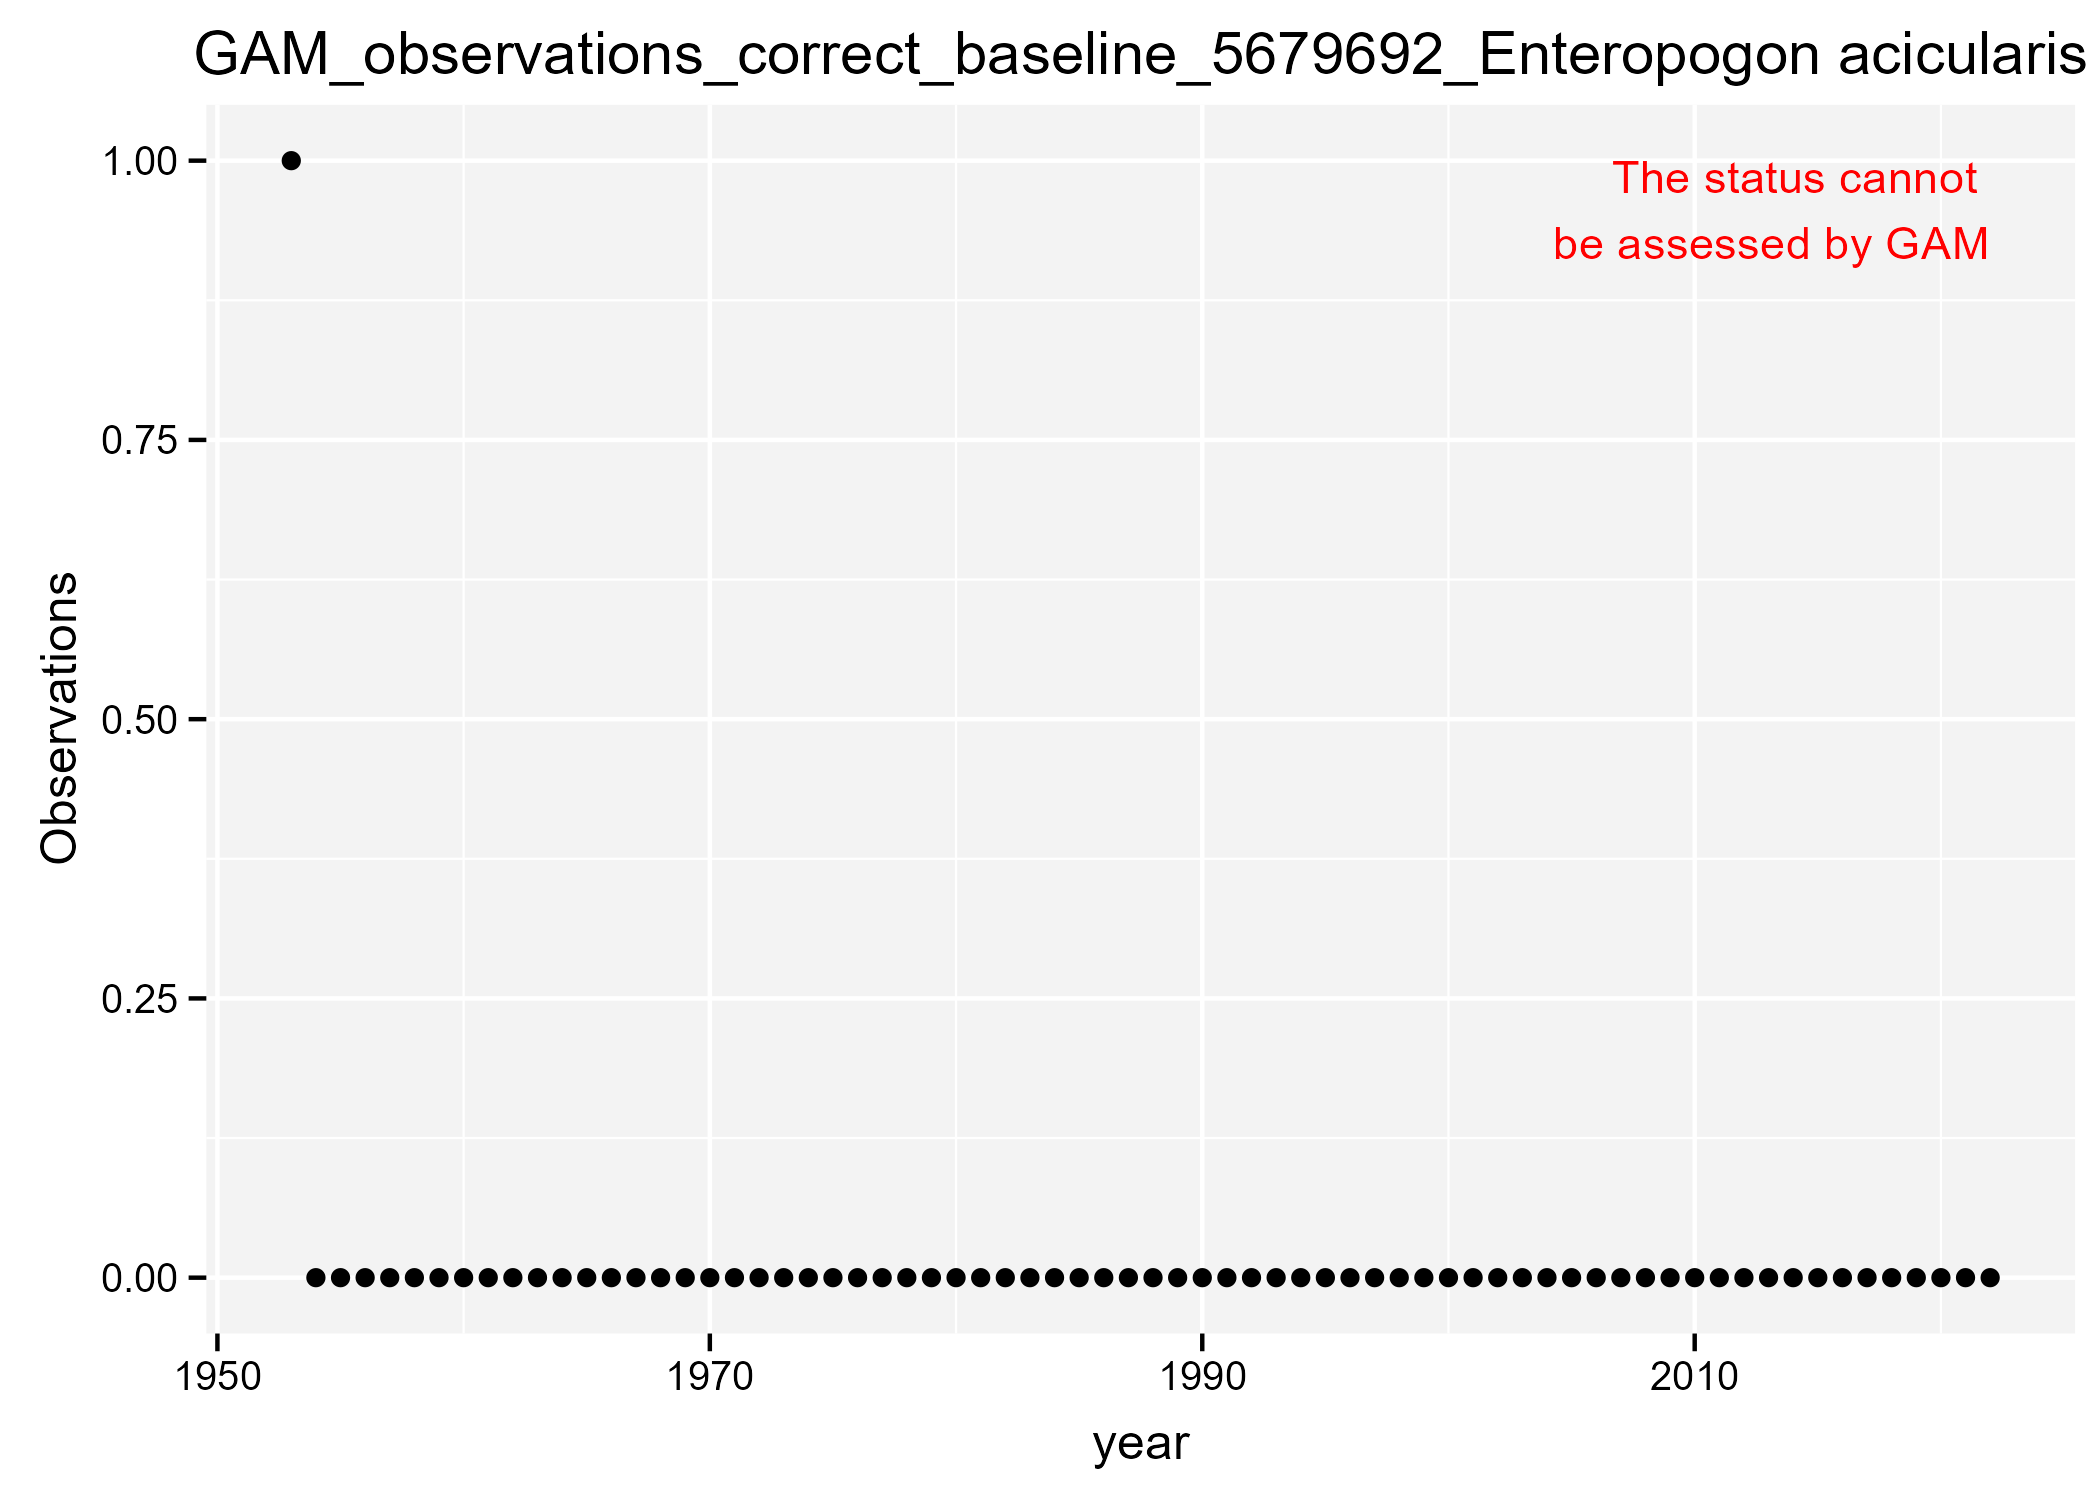 GAM_observations_correct_baseline_5679692_Enteropogon acicularis
The status cannot
be assessed by GAM
1.00
0.75
0.50
0.25
0.00
Observations
1950
1970
1990
2010
year